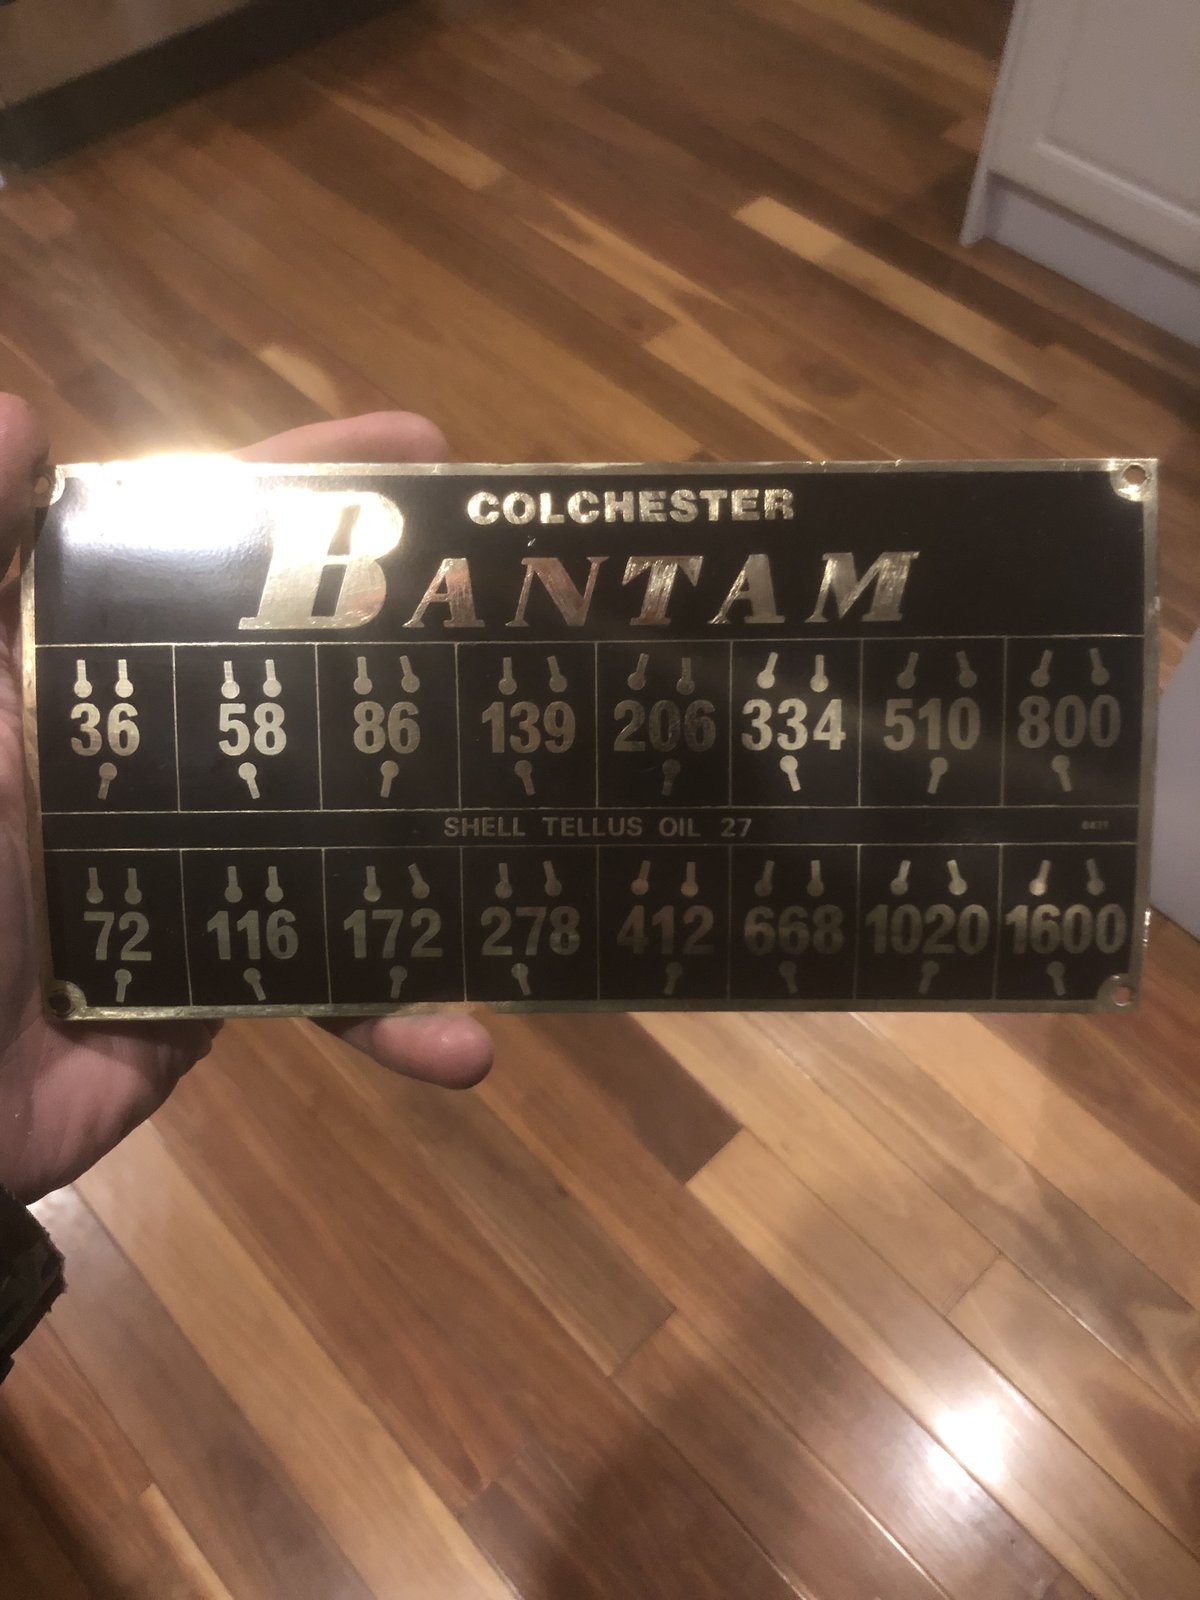 COLCHESTER
BANTAM
36 58 86 139 206 334 510 800
SHELL TELLUS OIL 27
72 116 172 278 412 668 1020 1600